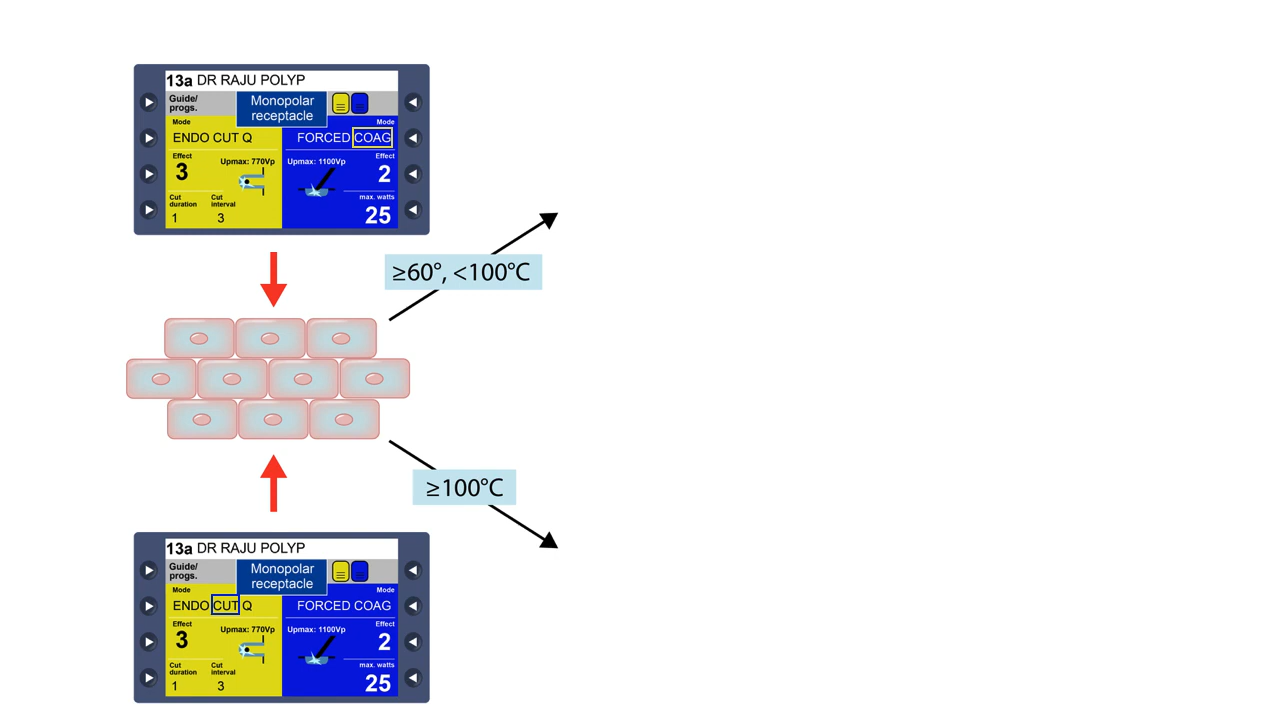 13a DR RAJU POLYP
Guide/
progs.
Monopolar
receptacle
Mode
Mode
ENDO CUT Q
FORCED COAG
Effect
3
Upmax: 770Vp
Upmax: 1100Vp
Effect
2
Cut
duration
1
Cut
interval
3
max. watts
25
≥60°, <100°C
≥100°C
13a DR RAJU POLYP
Guide/
progs.
Monopolar
receptacle
Mode
Mode
ENDO CUT Q
FORCED COAG
Effect
3
Upmax: 770Vp
Upmax: 1100Vp
Effect
2
Cut
duration
1
Cut
interval
3
max. watts
25